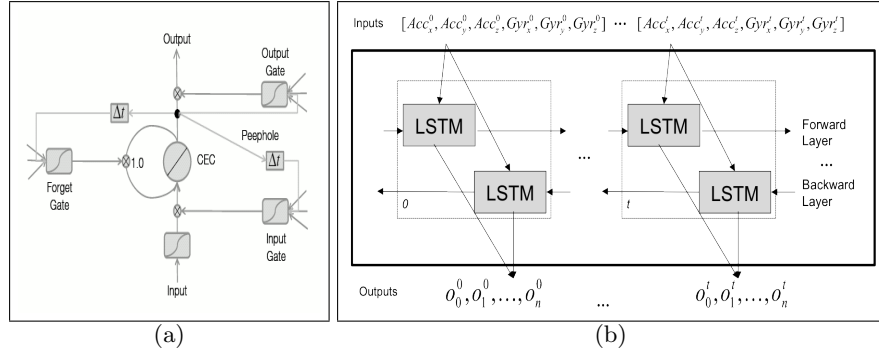 Output
Output
Gate
Δt
Peephole
1.0
CEC
Δt
Forget
Gate
Input
Gate
Input
(a)
Inputs [Acc_x^0, Acc_y^0, Acc_z^0, Gyr_x^0, Gyr_y^0, Gyr_z^0] ... [Acc_x^t, Acc_y^t, Acc_z^t, Gyr_x^t, Gyr_y^t, Gyr_z^t]
LSTM
LSTM
0
...
LSTM
LSTM
t
Forward
Layer
...
Backward
Layer
Outputs o_0^0, o_1^0, ..., o_n^0 ... o_0^t, o_1^t, ..., o_n^t
(b)